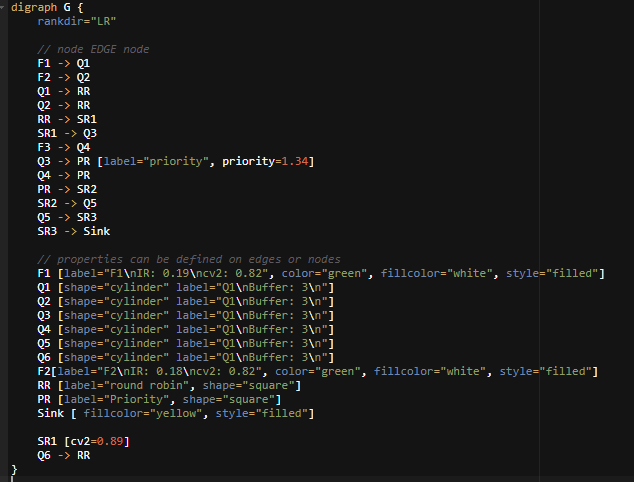 digraph G {
    rankdir="LR"

    // node EDGE node
    F1 -> Q1
    F2 -> Q2
    Q1 -> RR
    Q2 -> RR
    RR -> SR1
    SR1 -> Q3
    F3 -> Q4
    Q3 -> PR [label="priority", priority=1.34]
    Q4 -> PR
    PR -> SR2
    SR2 -> Q5
    Q5 -> SR3
    SR3 -> Sink

    // properties can be defined on edges or nodes
    F1 [label="F1\nIR: 0.19\ncv2: 0.82", color="green", fillcolor="white", style="filled"]
    Q1 [shape="cylinder" label="Q1\nBuffer: 3\n"]
    Q2 [shape="cylinder" label="Q1\nBuffer: 3\n"]
    Q3 [shape="cylinder" label="Q1\nBuffer: 3\n"]
    Q4 [shape="cylinder" label="Q1\nBuffer: 3\n"]
    Q5 [shape="cylinder" label="Q1\nBuffer: 3\n"]
    Q6 [shape="cylinder" label="Q1\nBuffer: 3\n"]
    F2[label="F2\nIR: 0.18\ncv2: 0.82", color="green", fillcolor="white", style="filled"]
    RR [label="round robin", shape="square"]
    PR [label="Priority", shape="square"]
    Sink [ fillcolor="yellow", style="filled"]

    SR1 [cv2=0.89]
    Q6 -> RR
}